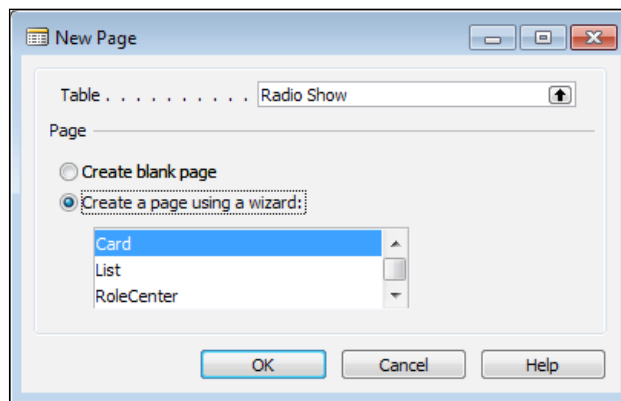 New Page
Table . . . . . . . . . . Radio Show
Page
Create blank page
Create a page using a wizard:
Card
List
RoleCenter
OK Cancel Help